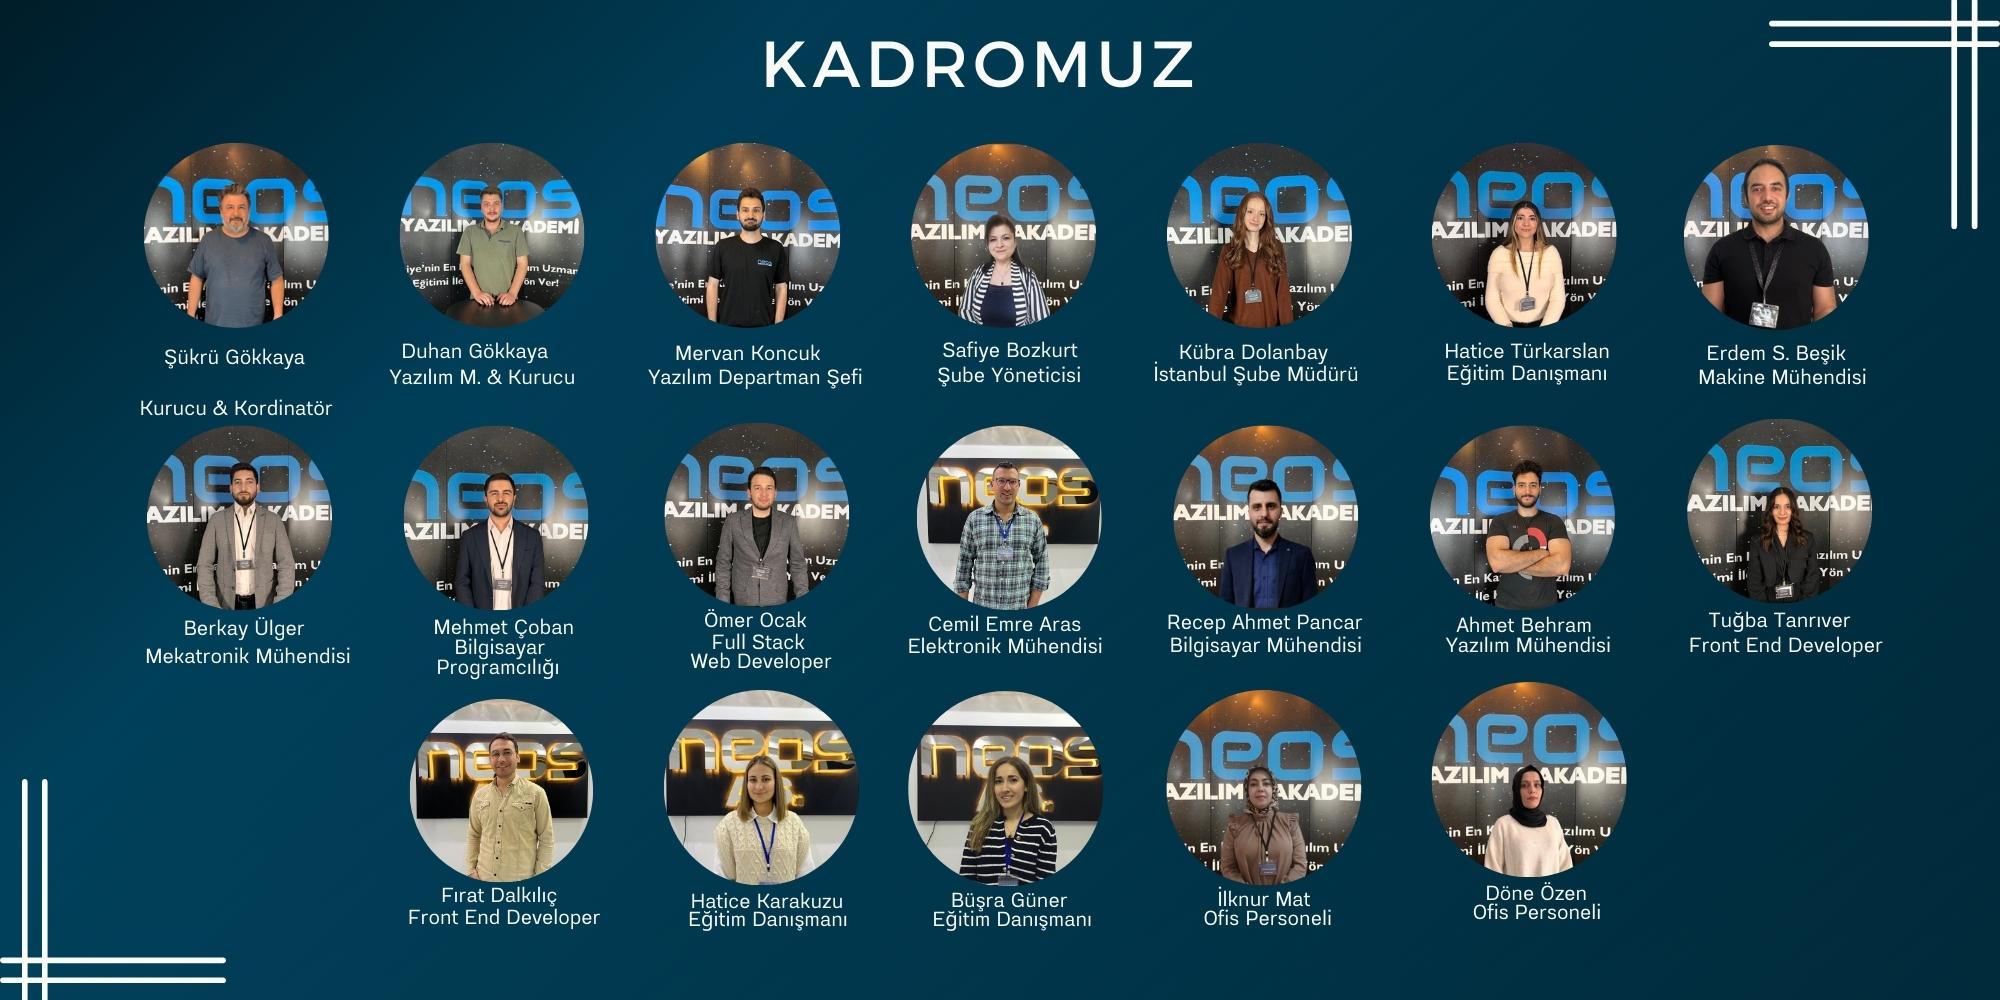 KADROMUZ
neos
YAZILIM AKADEMİ
Şükrü Gökkaya
Kurucu & Kordinatör
Duhan Gökkaya
Yazılım M. & Kurucu
Mervan Koncuk
Yazılım Departman Şefi
Safiye Bozkurt
Şube Yöneticisi
Kübra Dolanbay
İstanbul Şube Müdürü
Hatice Türkarslan
Eğitim Danışmanı
Erdem S. Beşik
Makine Mühendisi
Berkay Ülger
Mekatronik Mühendisi
Mehmet Çoban
Bilgisayar
Programcılığı
Ömer Ocak
Full Stack
Web Developer
Cemil Emre Aras
Elektronik Mühendisi
Recep Ahmet Pancar
Bilgisayar Mühendisi
Ahmet Behram
Yazılım Mühendisi
Tuğba Tanrıver
Front End Developer
Fırat Dalkılıç
Front End Developer
Hatice Karakuzu
Eğitim Danışmanı
Büşra Güner
Eğitim Danışmanı
İlknur Mat
Ofis Personeli
Döne Özen
Ofis Personeli